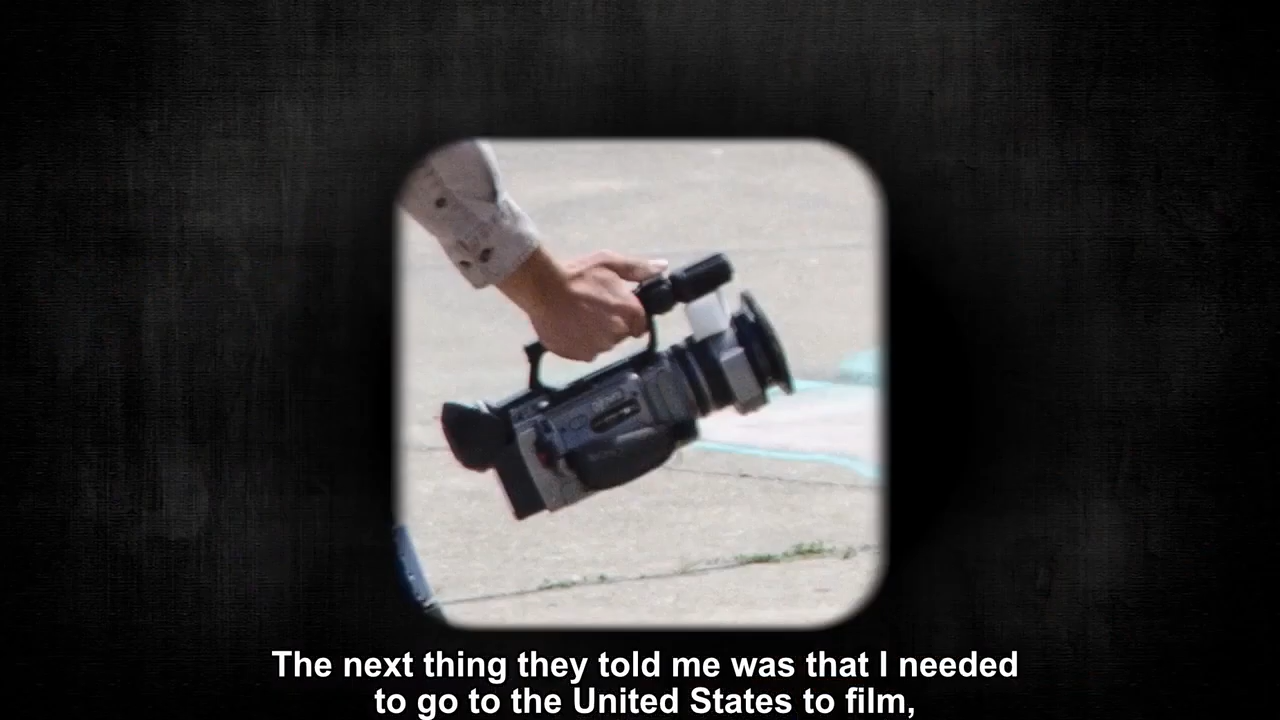 The next thing they told me was that I needed
to go to the United States to film,